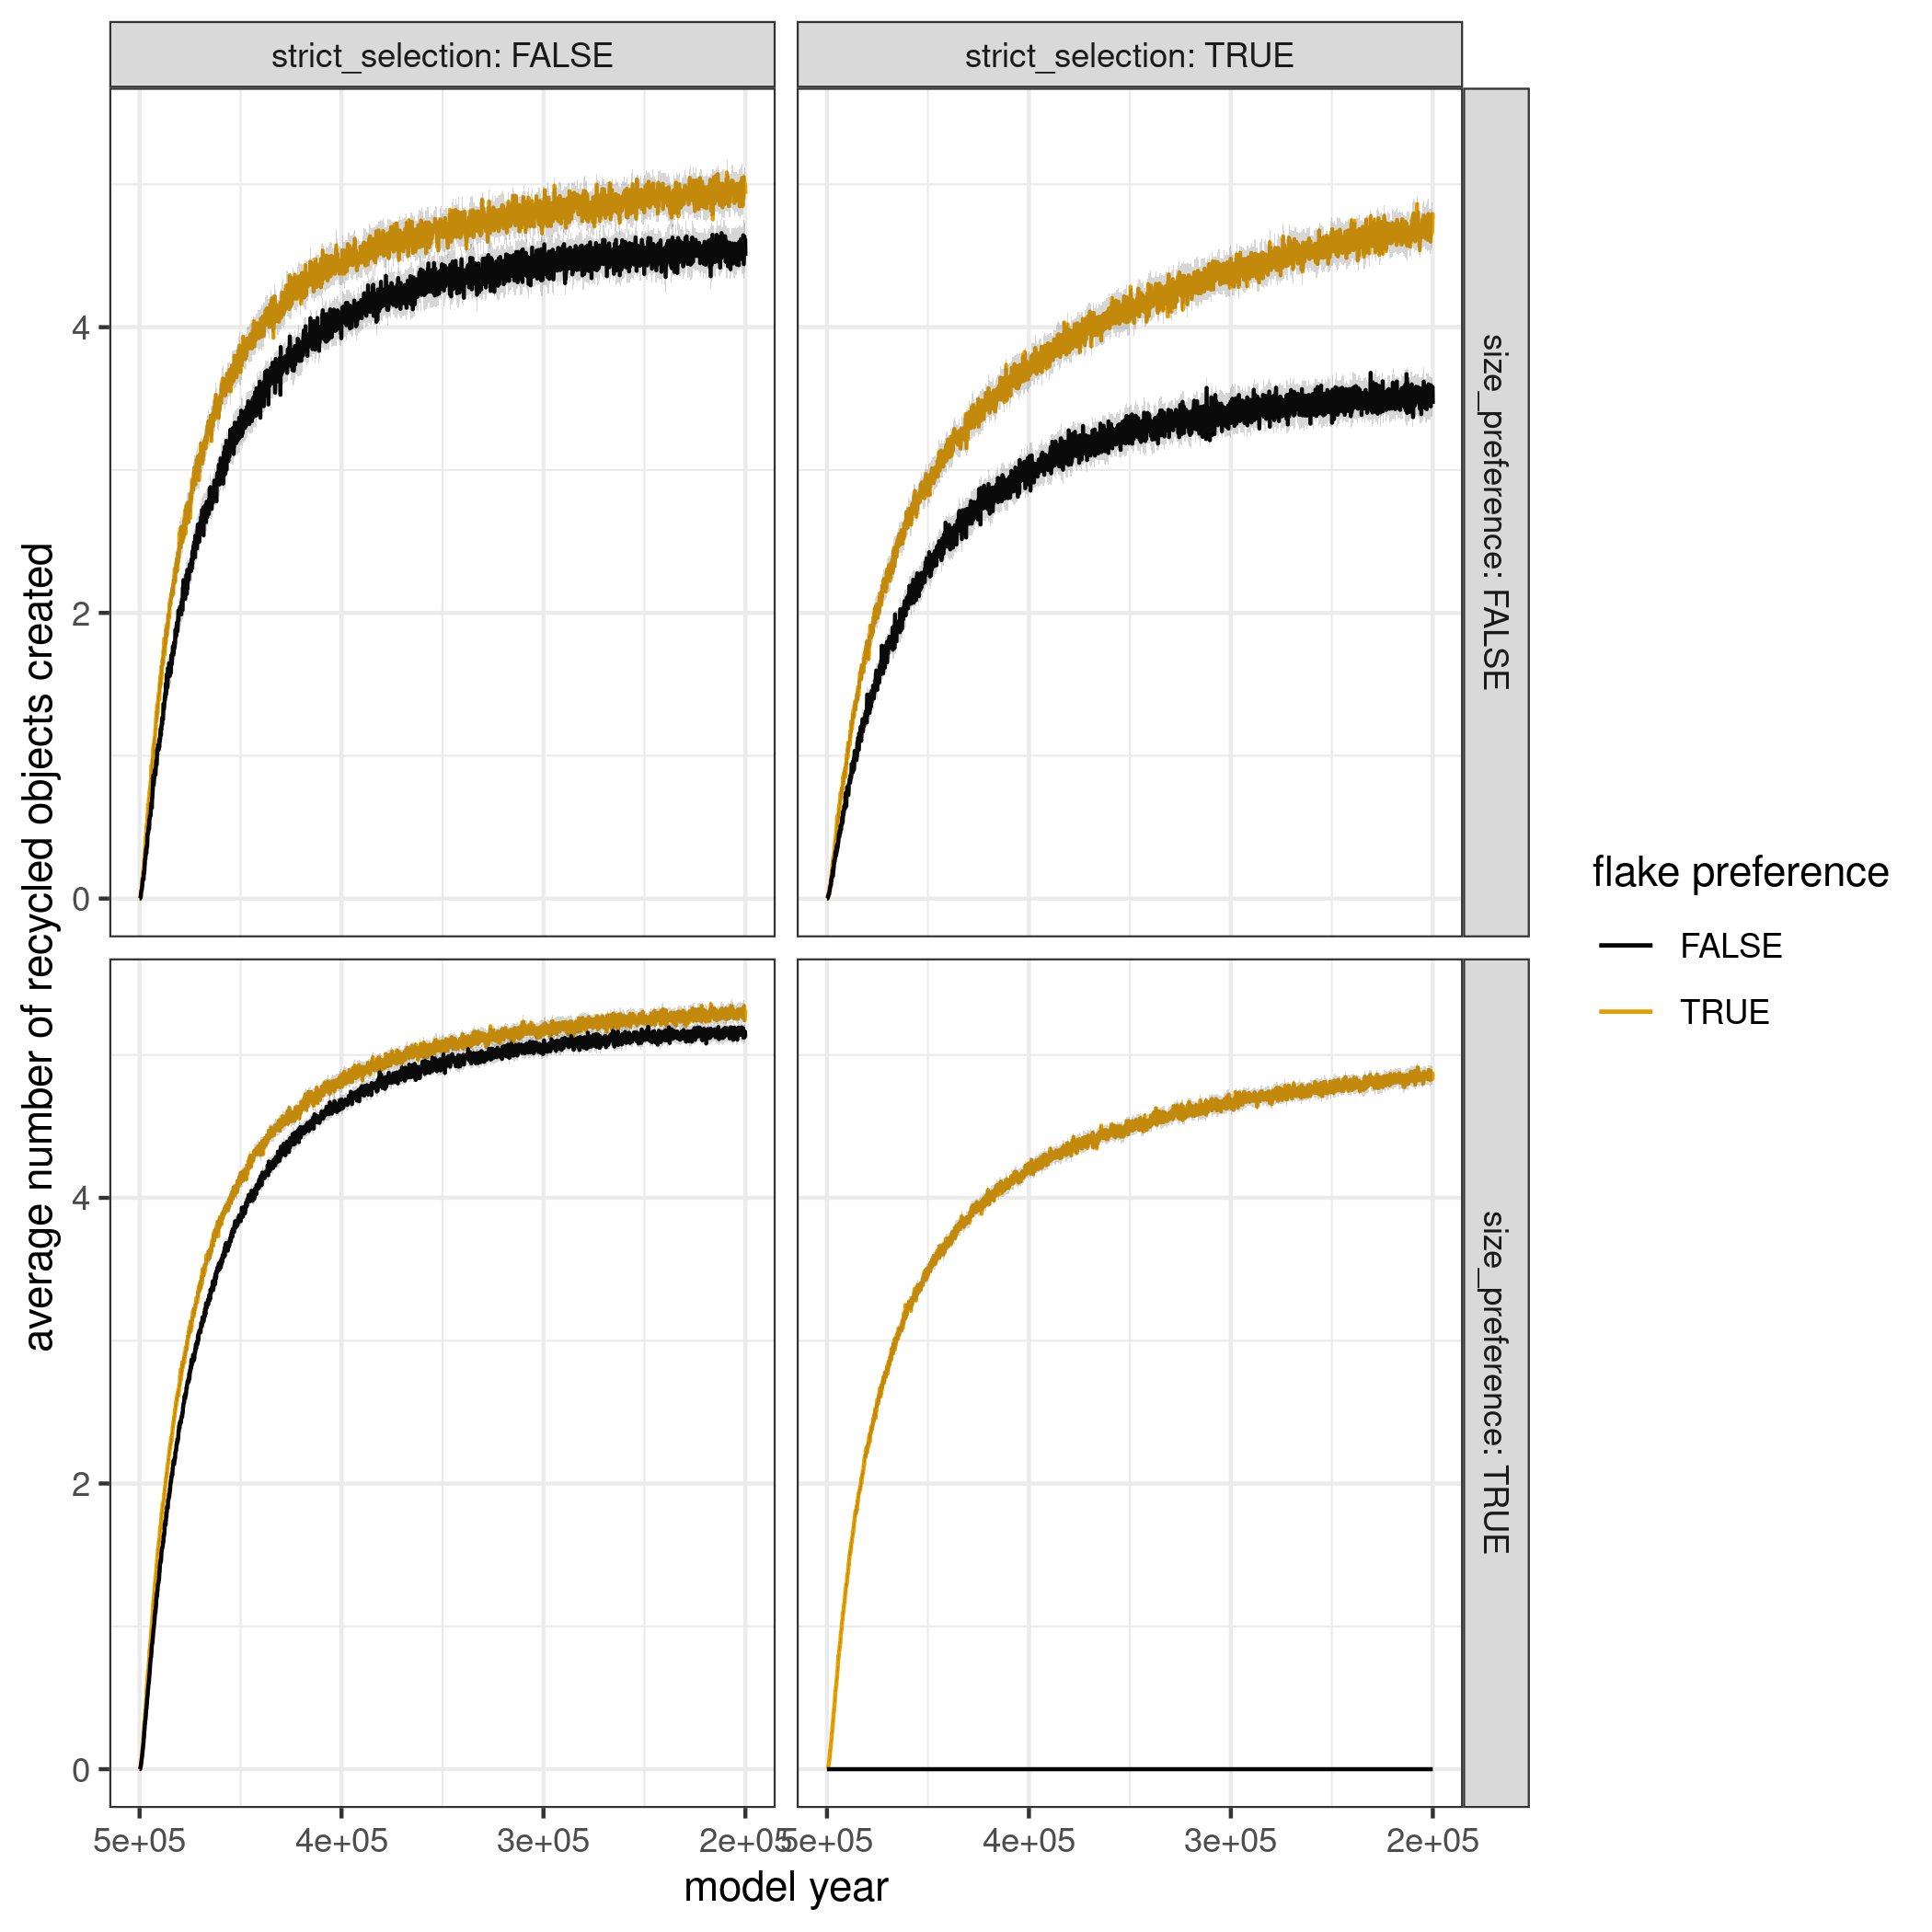 strict_selection: FALSE
strict_selection: TRUE
average number of recycled objects created
4
2
0
size_preference: FALSE
4
2
0
size_preference: TRUE
5e+05
4e+05
3e+05
2e+05
5e+05
4e+05
3e+05
2e+05
model year
flake preference
FALSE
TRUE